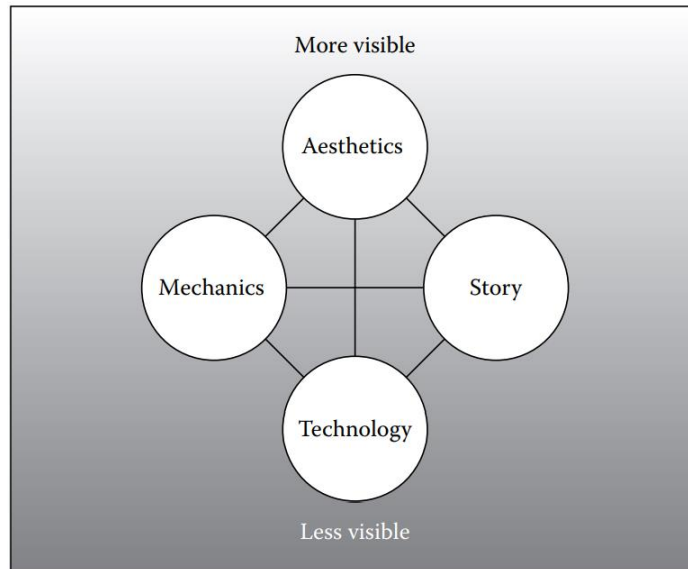 More visible
Aesthetics
Mechanics
Story
Technology
Less visible